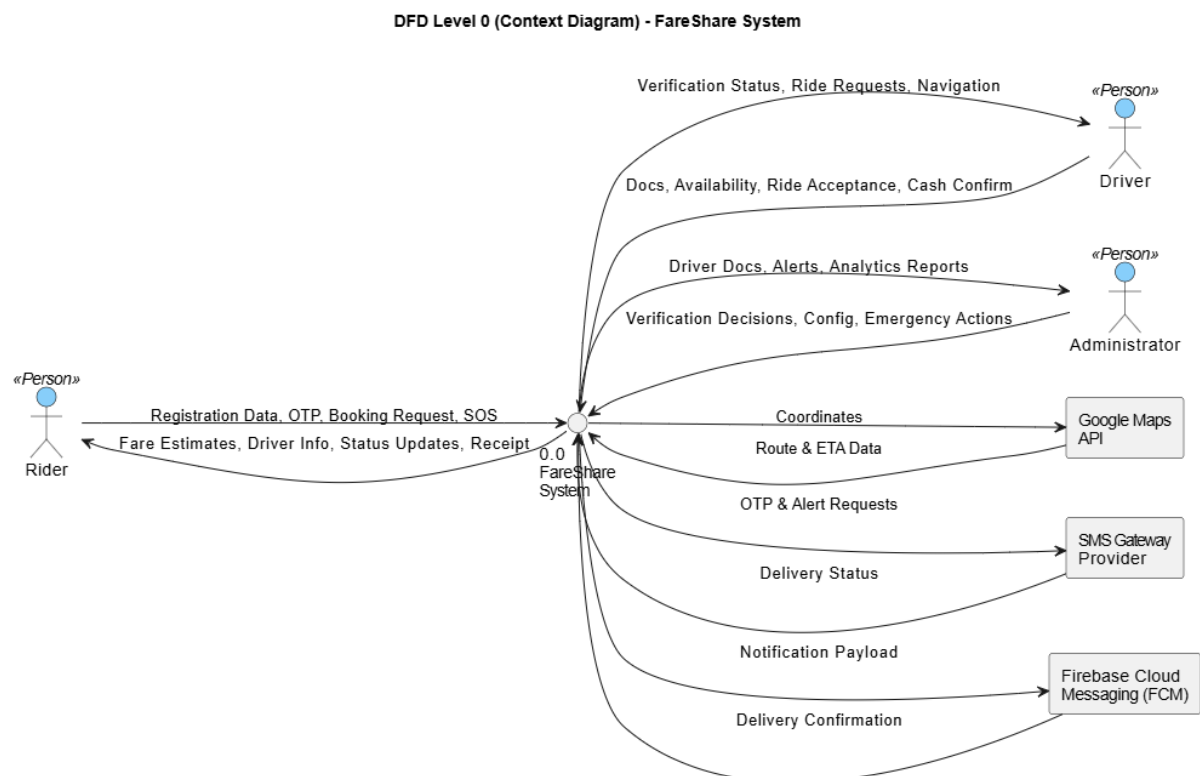 DFD Level 0 (Context Diagram) - FareShare System
Verification Status, Ride Requests, Navigation
«Person»
Driver
Docs, Availability, Ride Acceptance, Cash Confirm
«Person»
Administrator
Driver Docs, Alerts, Analytics Reports
Verification Decisions, Config, Emergency Actions
«Person»
Rider
Registration Data, OTP, Booking Request, SOS
Fare Estimates, Driver Info, Status Updates, Receipt
0.0
FareShare
System
Coordinates
Route & ETA Data
Google Maps
API
OTP & Alert Requests
Delivery Status
SMS Gateway
Provider
Notification Payload
Delivery Confirmation
Firebase Cloud
Messaging (FCM)